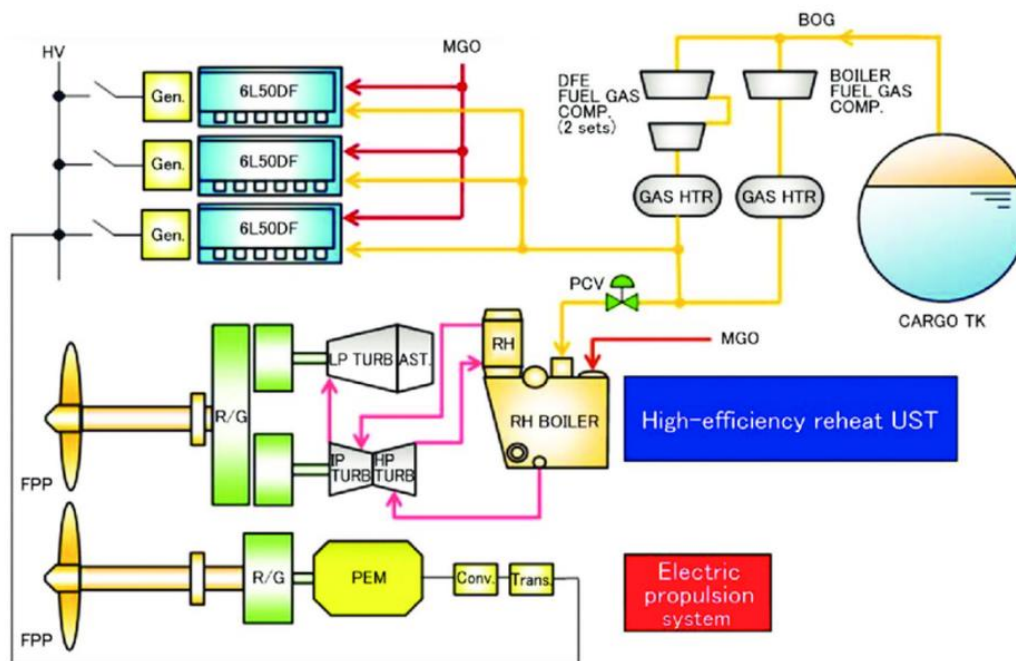 HV
MGO
BOG
Gen.
6L50DF
Gen.
6L50DF
Gen.
6L50DF
DFE
FUEL GAS
COMP.
(2 sets)
BOILER
FUEL GAS
COMP.
GAS HTR
GAS HTR
PCV
CARGO TK
MGO
RH
LP TURB
AST.
R/G
RH BOILER
High-efficiency reheat UST
IP
TURB
HP
TURB
FPP
R/G
PEM
Conv.
Trans.
Electric
propulsion
system
FPP